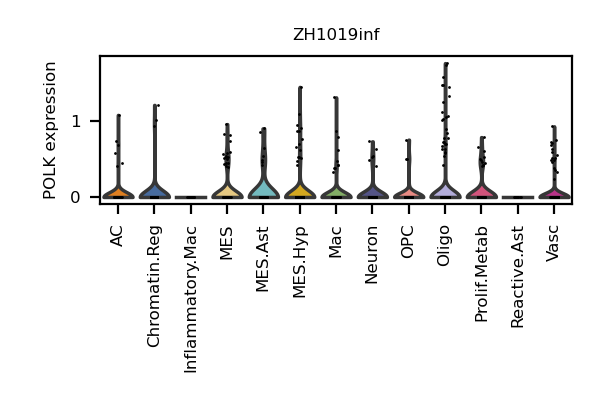 ZH1019inf
POLK expression
1
0
AC
Chromatin.Reg
Inflammatory.Mac
MES
MES.Ast
MES.Hyp
Mac
Neuron
OPC
Oligo
Prolif.Metab
Reactive.Ast
Vasc